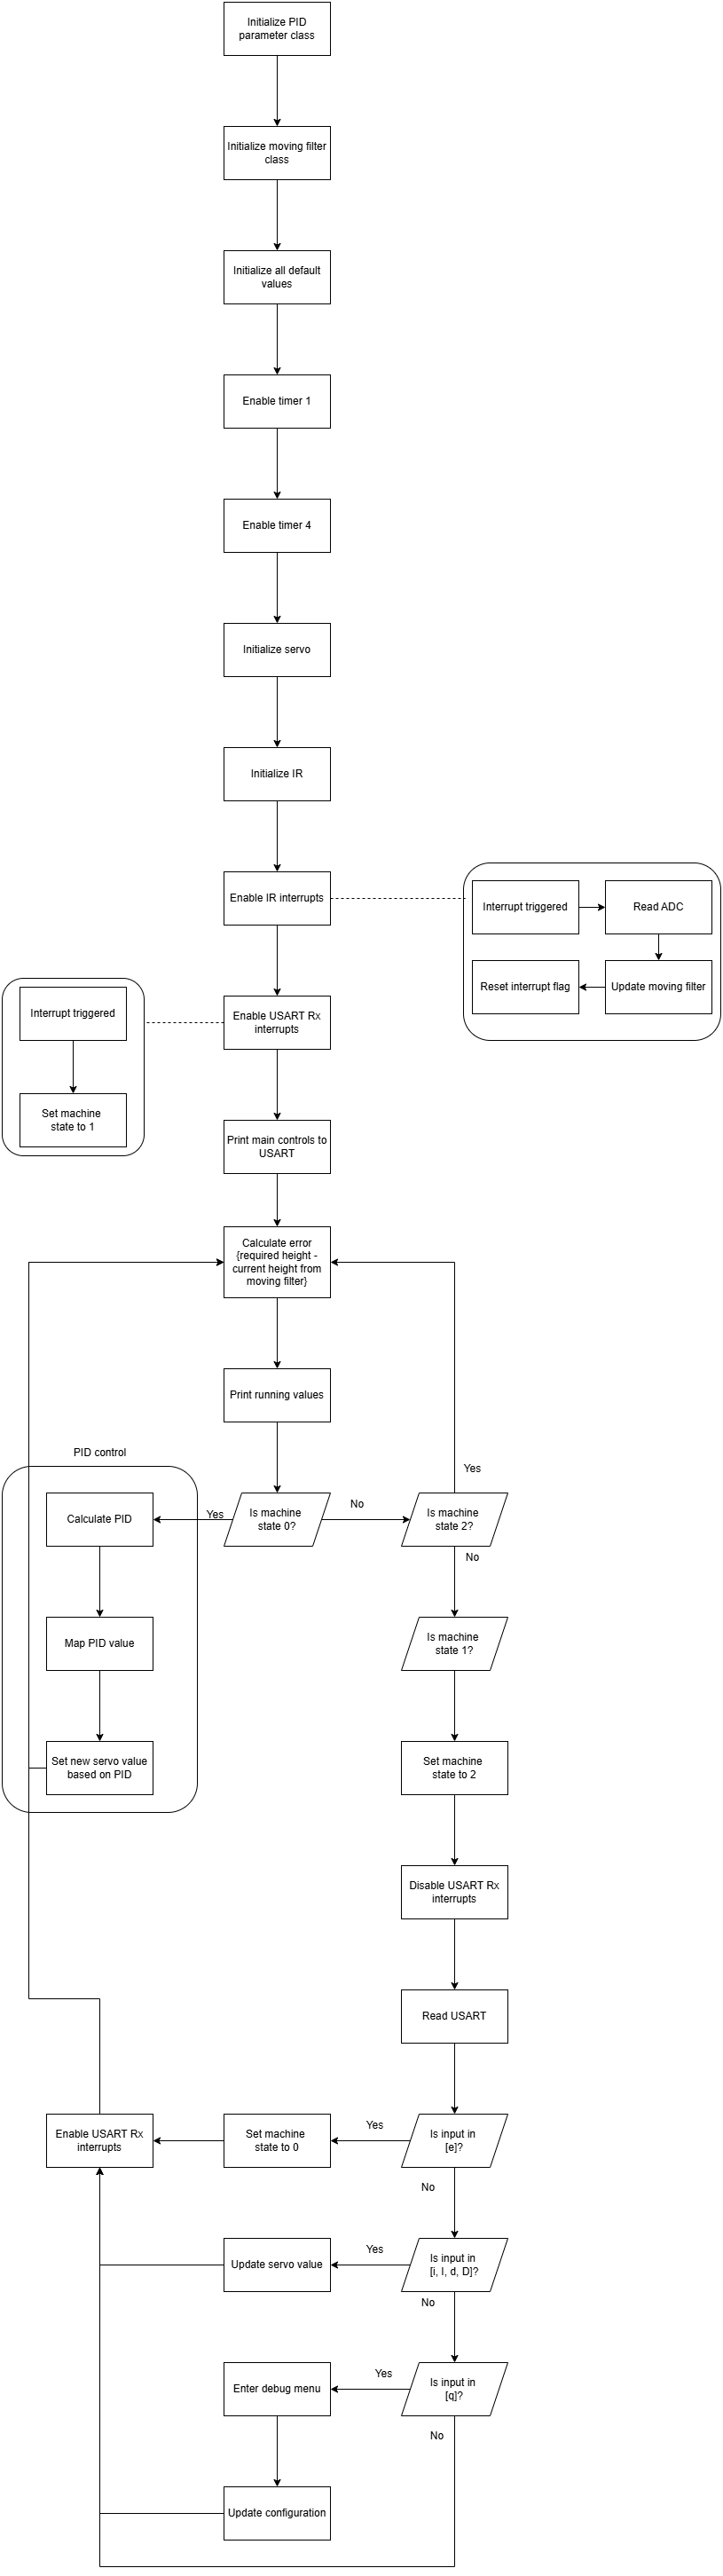 Initialize PID
parameter class
Initialize moving filter
class
Initialize all default
values
Enable timer 1
Enable timer 4
Initialize servo
Initialize IR
Enable IR interrupts
Interrupt triggered
Read ADC
Reset interrupt flag
Update moving filter
Interrupt triggered
Set machine
state to 1
Enable USART Rx
interrupts
Print main controls to
USART
Calculate error
{required height -
current height from
moving filter}
Print running values
PID control
Calculate PID
Yes
Is machine
state 0?
No
Yes
Is machine
state 2?
No
Map PID value
Is machine
state 1?
Set new servo value
based on PID
Set machine
state to 2
Disable USART Rx
interrupts
Read USART
Enable USART Rx
interrupts
Set machine
state to 0
Yes
Is input in
[e]?
No
Update servo value
Yes
Is input in
[i, I, d, D]?
No
Enter debug menu
Yes
Is input in
[q]?
No
Update configuration